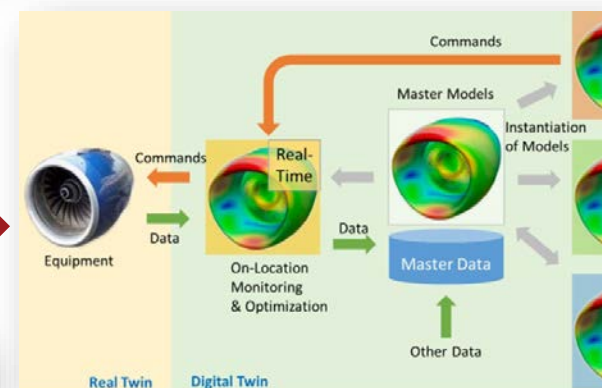 Commands
Master Models
Instantiation
of Models
Real-
Time
Commands
Data
Data
Equipment
On-Location
Monitoring
& Optimization
Master Data
Other Data
Real Twin
Digital Twin